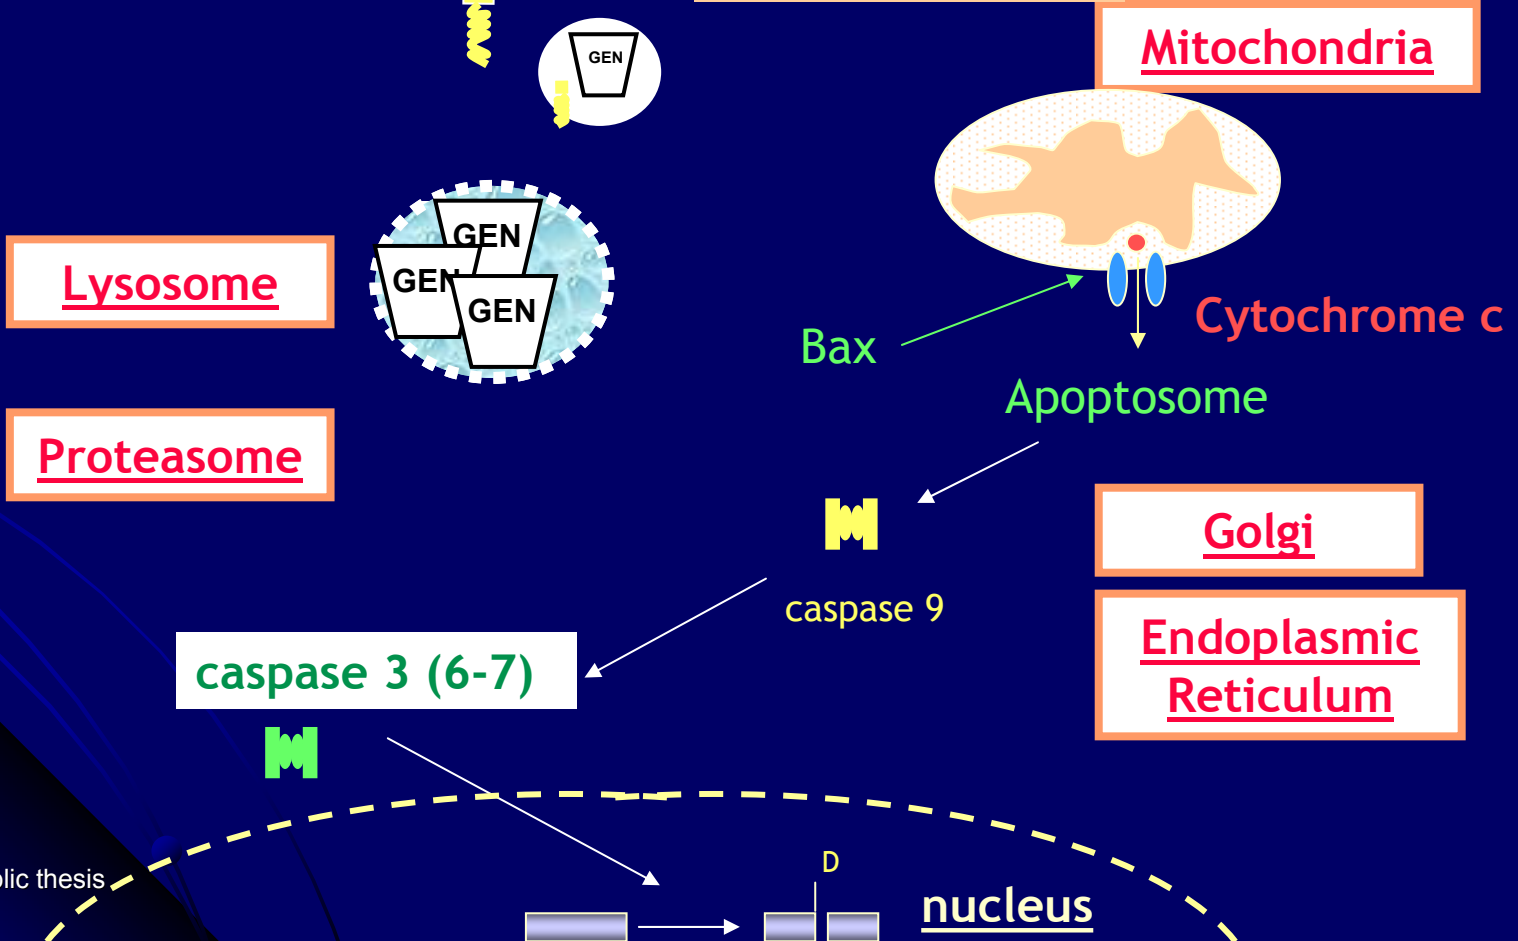 GEN
Mitochondria
GEN
GEN
GEN
Lysosome
Cytochrome c
Bax
Apoptosome
Proteasome
Golgi
caspase 9
Endoplasmic
Reticulum
caspase 3 (6-7)
D
thesis
nucleus